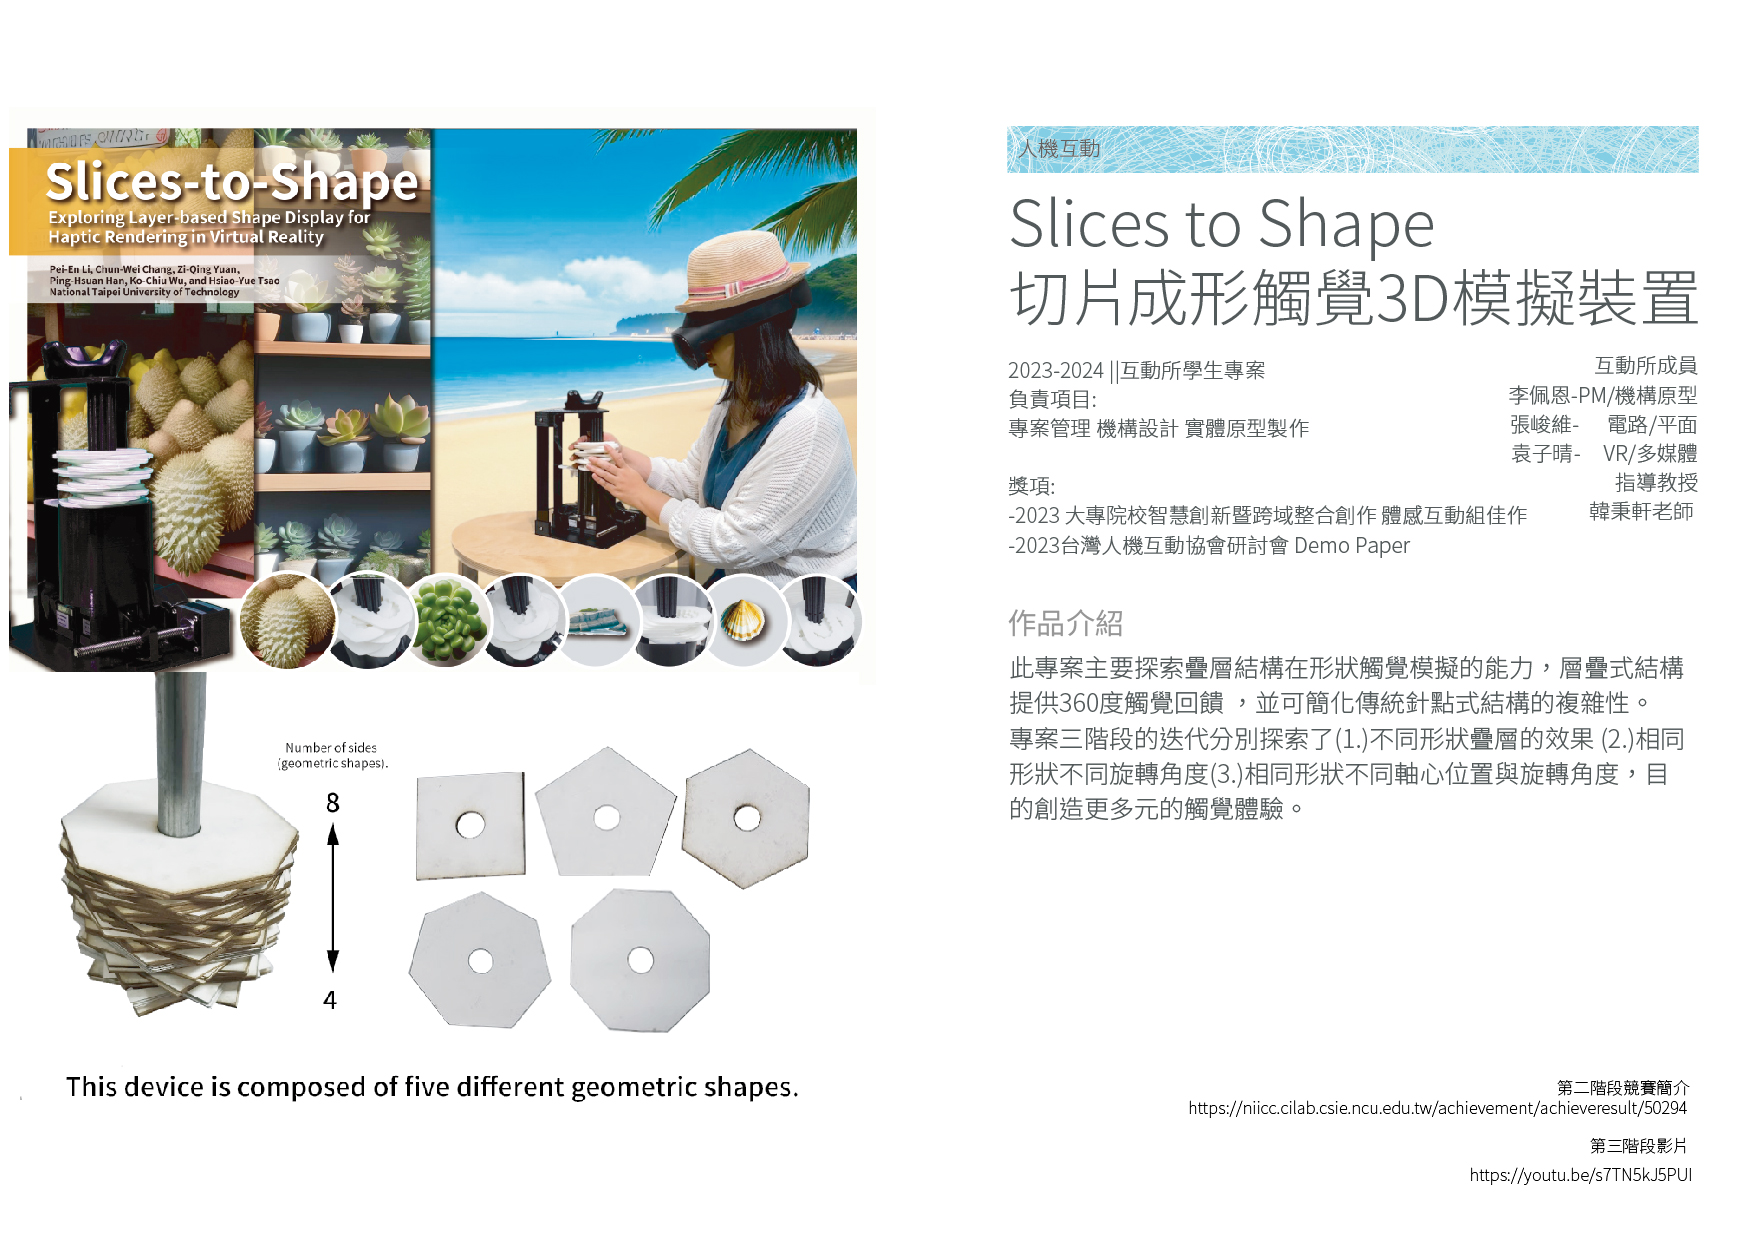 Slices-to-Shape
Exploring Layer-based Shape Display for
Haptic Rendering in Virtual Reality
Pei-En Li, Chun-Wei Chang, Zi-Qing Yuan,
Ping-Hsuan Han, Ko-Chiu Wu, and Hsiao-Yue Tsao
National Taipei University of Technology
Number of sides
(geometric shapes).
8
4
This device is composed of five different geometric shapes.
人機互動
Slices to Shape
切片成形觸覺3D模擬裝置
2023-2024 ||互動所學生專案
負責項目:
專案管理 機構設計 實體原型製作
獎項:
-2023 大專院校智慧創新暨跨域整合創作 體感互動組佳作
-2023台灣人機互動協會研討會 Demo Paper
互動所成員
李佩恩-PM/機構原型
張峻維- 電路/平面
袁子晴- VR/多媒體
指導教授
韓秉軒老師
作品介紹
此專案主要探索疊層結構在形狀觸覺模擬的能力，層疊式結構
提供360度觸覺回饋 ，並可簡化傳統針點式結構的複雜性。
專案三階段的迭代分別探索了(1.)不同形狀疊層的效果 (2.)相同
形狀不同旋轉角度(3.)相同形狀不同軸心位置與旋轉角度，目
的創造更多元的觸覺體驗。
第二階段競賽簡介
https://niicc.cilab.csie.ncu.edu.tw/achievement/achieveresult/50294
第三階段影片
https://youtu.be/s7TN5kJ5PUI